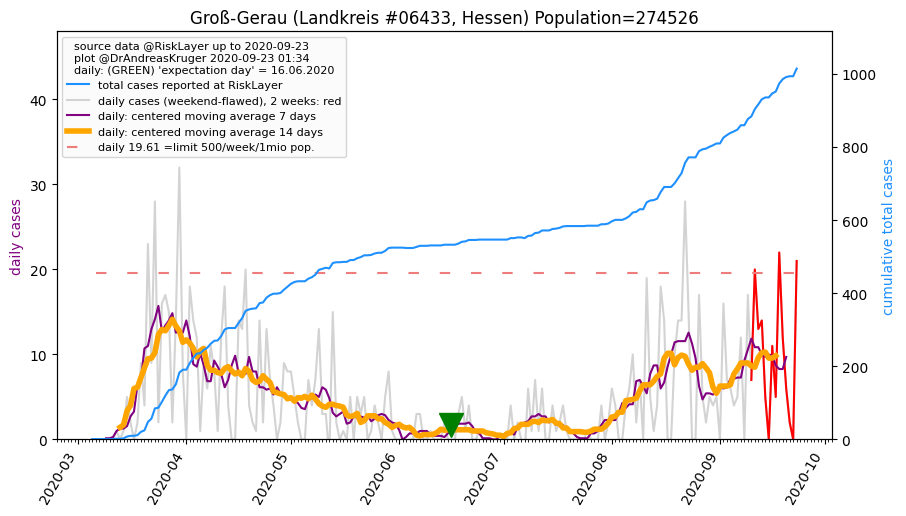 Groß-Gerau (Landkreis #06433, Hessen) Population=274526
source data @RiskLayer up to 2020-09-23
plot @DrAndreasKruger 2020-09-23 01:34
daily: (GREEN) 'expectation day' = 16.06.2020
total cases reported at RiskLayer
daily cases (weekend-flawed), 2 weeks: red
daily: centered moving average 7 days
daily: centered moving average 14 days
daily 19.61 =limit 500/week/1mio pop.
daily cases
40
30
20
10
0
cumulative total cases
1000
800
600
400
200
0
2020-03
2020-04
2020-05
2020-06
2020-07
2020-08
2020-09
2020-10